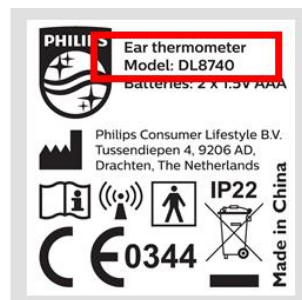 PHILIPS
Ear thermometer
Model: DL8740
Batteries: 2 x 1.5V AAA
Philips Consumer Lifestyle B.V.
Tussendiepen 4, 9206 AD,
Drachten, The Netherlands
IP22
CE0344
Made in China